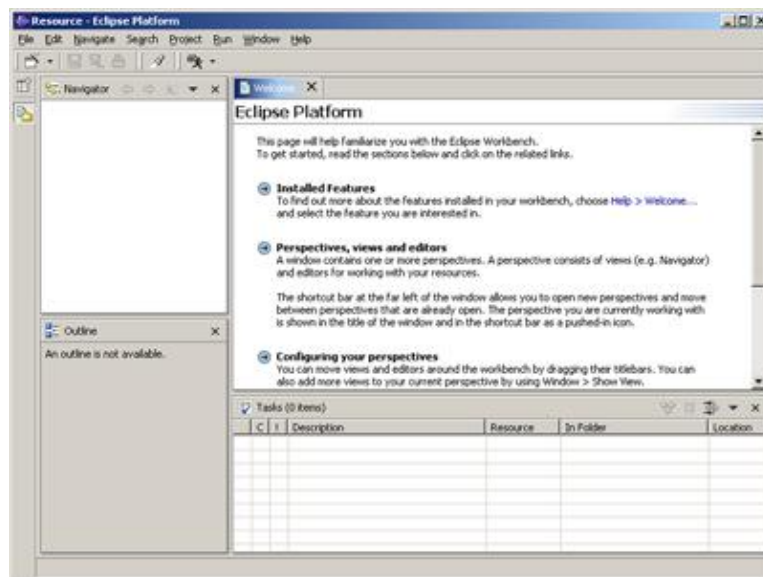 Resource - Eclipse Platform
File Edit Navigate Search Project Run Window Help
Navigator
Welcome
Eclipse Platform
This page will help familiarize you with the Eclipse Workbench.
To get started, read the sections below and click on the related links.
Installed Features
To find out more about the features installed in your workbench, choose Help > Welcome...
and select the feature you are interested in.
Perspectives, views and editors
A window contains one or more perspectives. A perspective consists of views (e.g. Navigator)
and editors for working with your resources.
The shortcut bar at the far left of the window allows you to open new perspectives and move
between perspectives that are already open. The perspective you are currently working with
is shown in the title of the window and in the shortcut bar as a pushed-in icon.
Configuring your perspectives
You can move views and editors around the workbench by dragging their titlebars. You can
also add more views to your current perspective by using Window > Show View.
Outline
An outline is not available.
Tasks (0 items)
C ! Description Resource In Folder Location